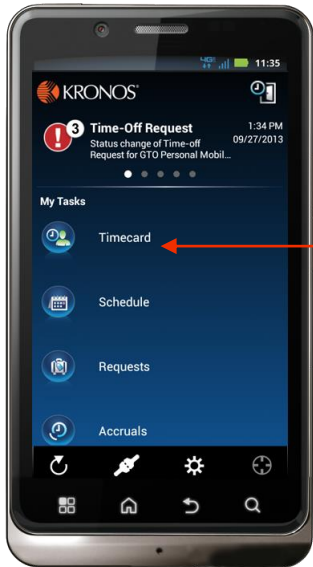 4G 11:35
KRONOS®
3 Time-Off Request 1:34 PM
Status change of Time-off 09/27/2013
Request for GTO Personal Mobil...
My Tasks
Timecard
Schedule
Requests
Accruals